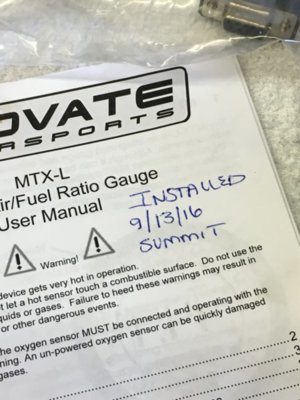 OVATE
RSPORTS
MTX-L
ir/Fuel Ratio Gauge
User Manual
INSTALLED
9/13/16
SUMMIT
Warning!
device gets very hot in operation.
t let a hot sensor touch a combustible surface. Do not use the
quids or gases. Failure to heed these warnings may result in
or other dangerous events.
he oxygen sensor MUST be connected and operating with the
ning. An un-powered oxygen sensor can be quickly damaged
gases.
2
3